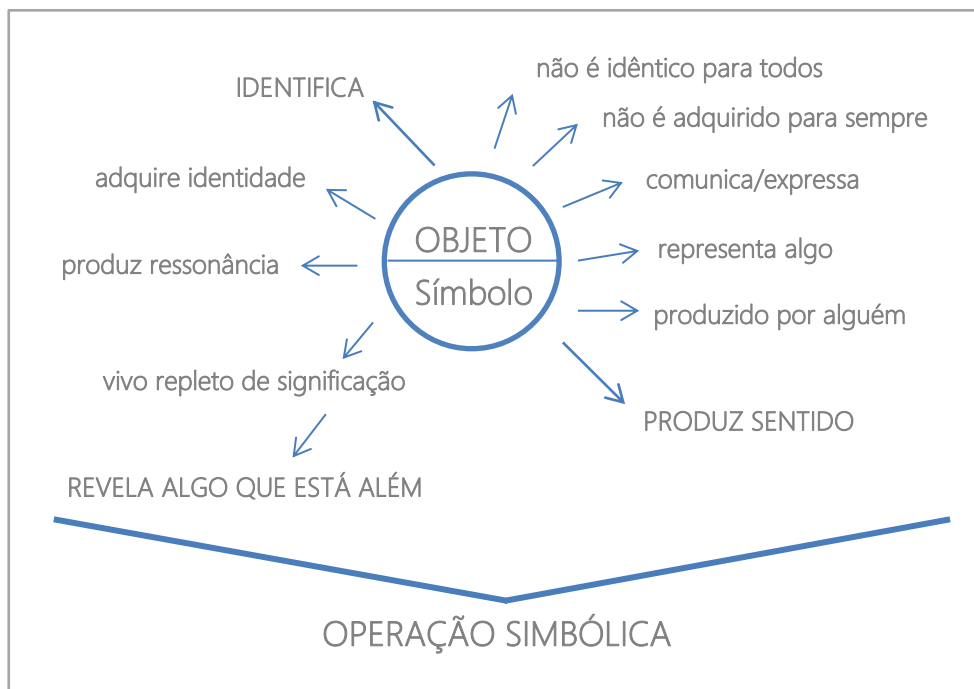 não é idêntico para todos
IDENTIFICA
não é adquirido para sempre
adquire identidade
comunica/expressa
OBJETO
representa algo
produz ressonância
Símbolo
produzido por alguém
vivo repleto de significação
PRODUZ SENTIDO
REVELA ALGO QUE ESTÁ ALÉM
OPERAÇÃO SIMBÓLICA